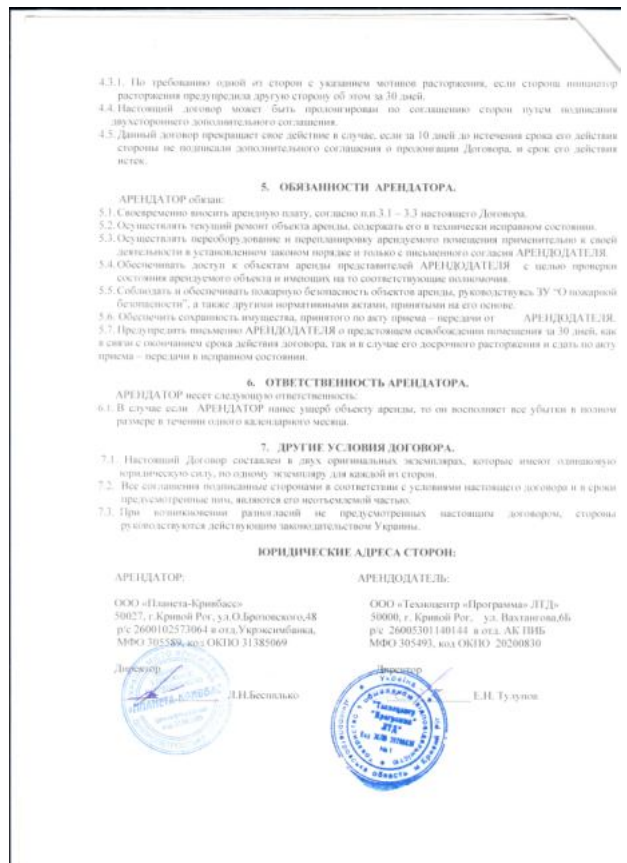 4.3.1. По требованию одной из сторон с указанием мотивов расторжения, если сторона инициатор
расторжения предупредила другую сторону об этом за 30 дней.
4.4. Настоящий договор может быть пролонгирован по соглашению сторон путем подписания
двухстороннего дополнительного соглашения.
4.5. Данный договор прекращает свое действие в случае, если за 10 дней до истечения срока его действия
стороны не подписали дополнительного соглашения о пролонгации Договора, и срок его действия
истек.
5. ОБЯЗАННОСТИ АРЕНДАТОРА.
АРЕНДАТОР обязан:
5.1. Своевременно вносить арендную плату, согласно п.п.3.1 – 3.3 настоящего Договора.
5.2. Осуществлять текущий ремонт объекта аренды, содержать его в технически исправном состоянии.
5.3. Осуществлять переоборудование и перепланировку арендуемого помещения применительно к своей
деятельности в установленном законом порядке и только с письменного согласия АРЕНДОДАТЕЛЯ.
5.4. Обеспечивать доступ к объектам аренды представителей АРЕНДОДАТЕЛЯ с целью проверки
состояния арендуемого объекта и имеющих на то соответствующие полномочия.
5.5. Соблюдать и обеспечивать пожарную безопасность объектов аренды, руководствуясь ЗУ “О пожарной
безопасности”, а также другими нормативными актами, принятыми на его основе.
5.6. Обеспечить сохранность имущества, принятого по акту приема – передачи от АРЕНДОДАТЕЛЯ.
5.7. Предупредить письменно АРЕНДОДАТЕЛЯ о предстоящем освобождении помещения за 30 дней, как
в связи с окончанием срока действия договора, так и в случае его досрочного расторжения и сдать по акту
приема – передачи в исправном состоянии.
6. ОТВЕТСТВЕННОСТЬ АРЕНДАТОРА.
АРЕНДАТОР несет следующую ответственность:
6.1. В случае если АРЕНДАТОР нанес ущерб объекту аренды, то он восполняет все убытки в полном
размере в течении одного календарного месяца.
7. ДРУГИЕ УСЛОВИЯ ДОГОВОРА.
7.1. Настоящий Договор составлен в двух оригинальных экземплярах, которые имеют одинаковую
юридическую силу, по одному экземпляру для каждой из сторон.
7.2. Все соглашения подписанные сторонами в соответствии с условиями настоящего договора и в сроки
предусмотренные ним, являются его неотъемлемой частью.
7.3. При возникновении разногласий не предусмотренных настоящим договором, стороны
руководствуются действующим законодательством Украины.
ЮРИДИЧЕСКИЕ АДРЕСА СТОРОН:
АРЕНДАТОР:
ООО «Планета-Кривбасс»
50027, г.Кривой Рог, ул.О.Брозовского,48
р/с 2600102573064 в отд.Укрэксимбанка,
МФО 305589, код ОКПО 31385069
Директор
Л.Н.Беспалько
АРЕНДОДАТЕЛЬ:
ООО «Техноцентр «Программа» ЛТД»
50000, г. Кривой Рог, ул. Вахтангова,6Б
р/с 26005301140144 в отд. АК ПИБ
МФО 305493, код ОКПО 20200830
Директор
Е.Н. Тулупов
Україна
"Техноцентр
"Програма"
ЛТД"